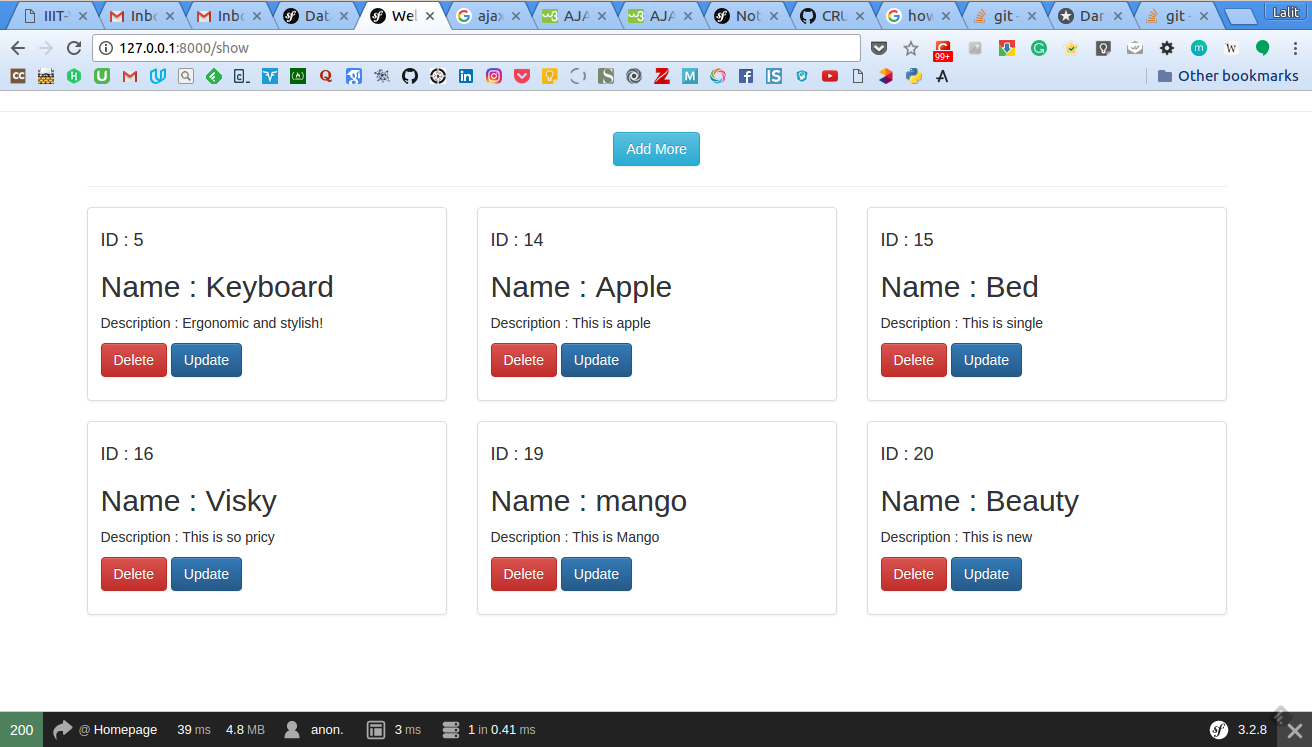 IIIT- Inbo Inbo Dat. Wel ajax AJA AJA Not CRU how git - Dar git - Lalit
127.0.0.1:8000/show
99+
Other bookmarks
Add More
ID : 5
Name : Keyboard
Description : Ergonomic and stylish!
Delete Update
ID : 14
Name : Apple
Description : This is apple
Delete Update
ID : 15
Name : Bed
Description : This is single
Delete Update
ID : 16
Name : Visky
Description : This is so pricy
Delete Update
ID : 19
Name : mango
Description : This is Mango
Delete Update
ID : 20
Name : Beauty
Description : This is new
Delete Update
200 @ Homepage 39 ms 4.8 MB anon. 3 ms 1 in 0.41 ms 3.2.8